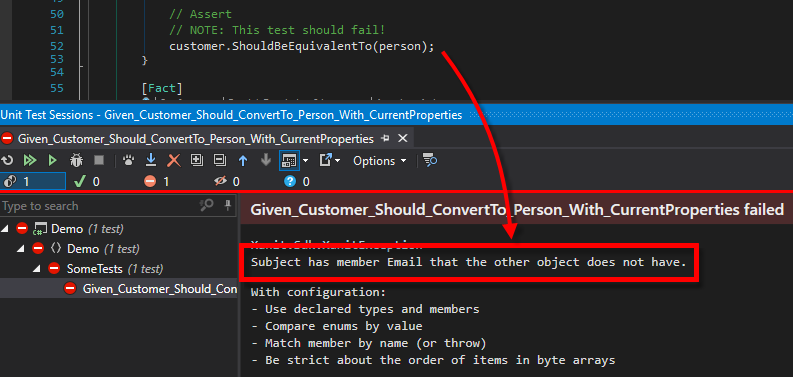 50 // Assert
51 // NOTE: This test should fail!
52 customer.ShouldBeEquivalentTo(person);
53 }
54
55 [Fact]
Unit Test Sessions - Given_Customer_Should_ConvertTo_Person_With_CurrentProperties
Given_Customer_Should_ConvertTo_Person_With_CurrentProperties
Options
1 0 1 0 0
Type to search
Demo (1 test)
Demo (1 test)
SomeTests (1 test)
Given_Customer_Should_Con
Given_Customer_Should_ConvertTo_Person_With_CurrentProperties failed
Xunit.Sdk.XunitException
Subject has member Email that the other object does not have.
With configuration:
- Use declared types and members
- Compare enums by value
- Match member by name (or throw)
- Be strict about the order of items in byte arrays